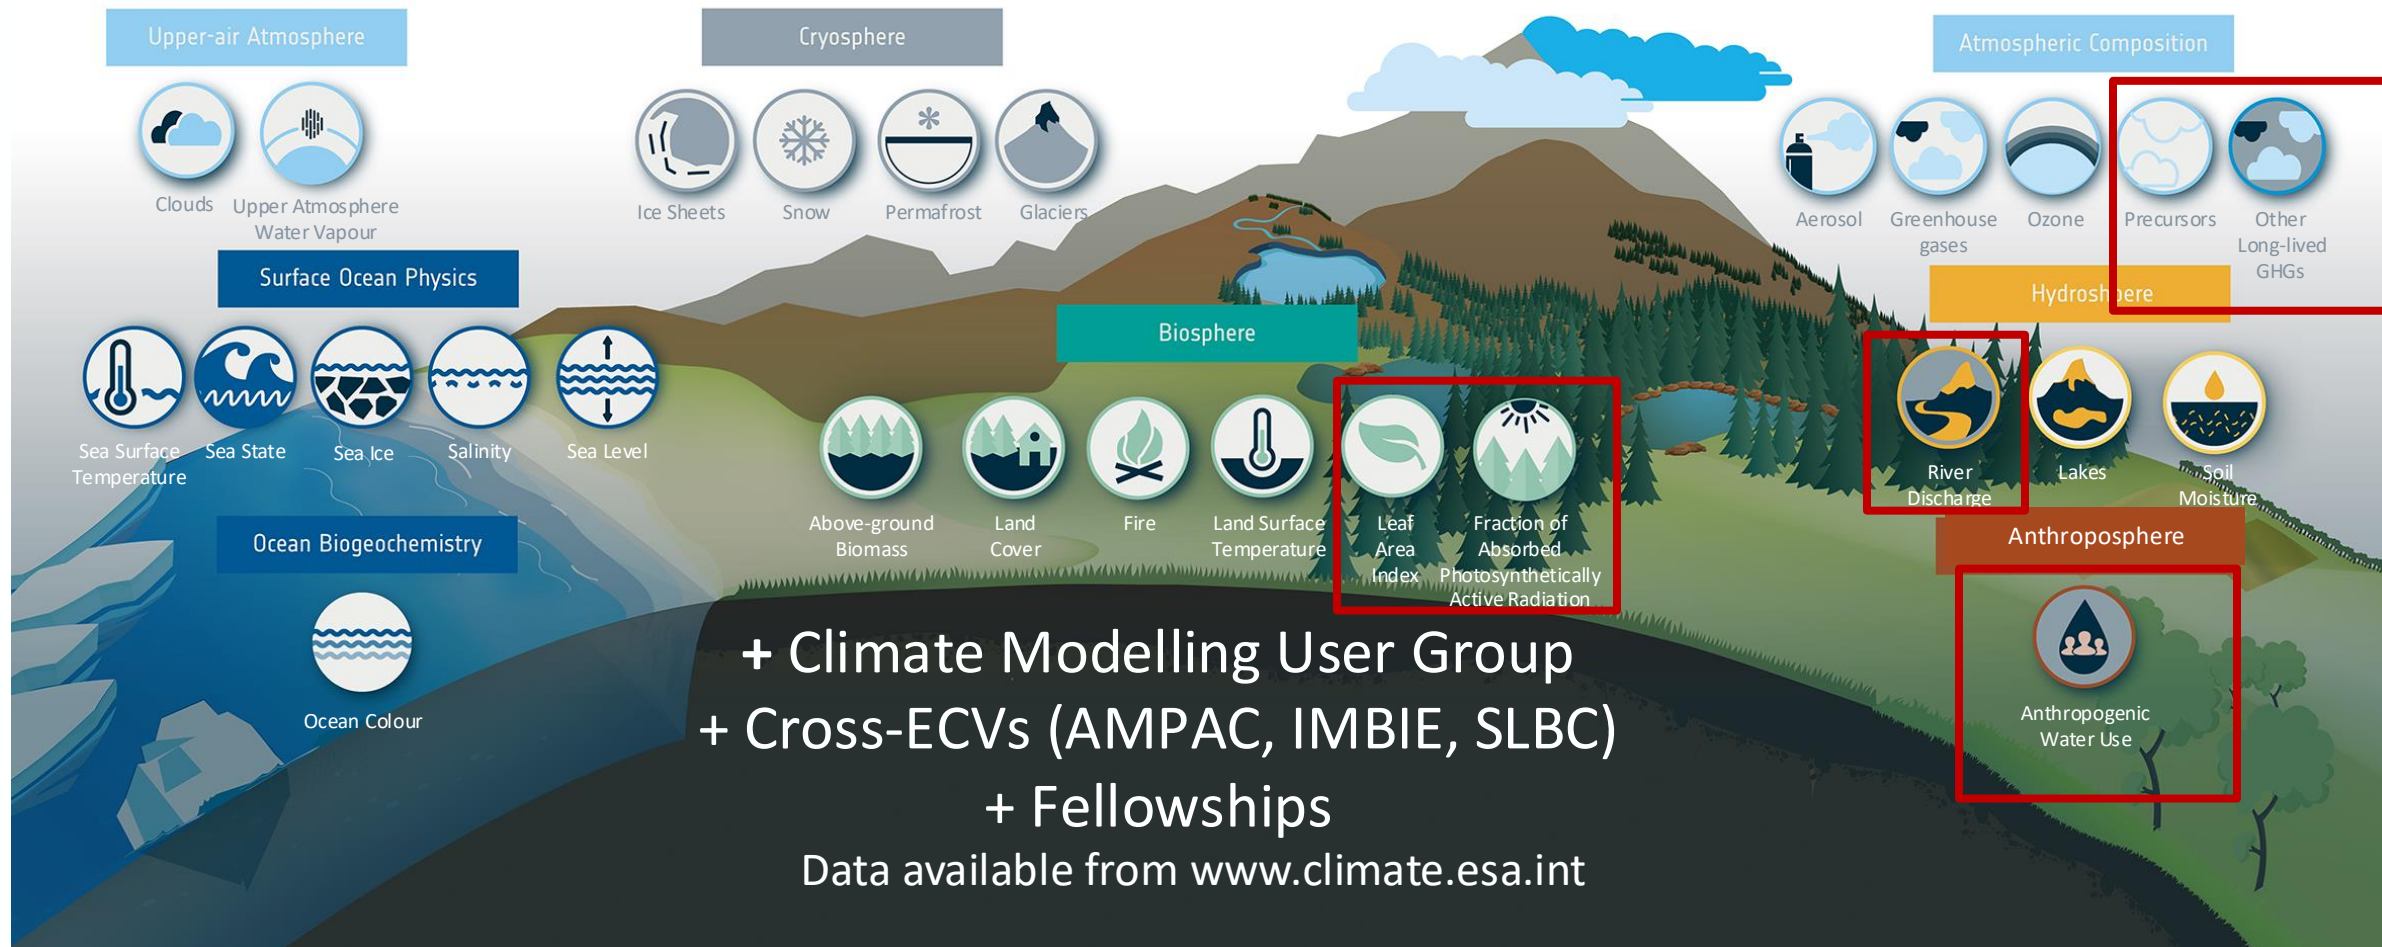 Upper-air Atmosphere
Clouds
Upper Atmosphere
Water Vapour
Cryosphere
Ice Sheets
Snow
Permafrost
Glaciers
Atmospheric Composition
Aerosol
Greenhouse
gases
Ozone
Precursors
Other
Long-lived
GHGs
Surface Ocean Physics
Sea Surface
Temperature
Sea State
Sea Ice
Salinity
Sea Level
Biosphere
Above-ground
Biomass
Land
Cover
Fire
Land Surface
Temperature
Leaf
Area
Index
Fraction of
Absorbed
Photosynthetically
Active Radiation
Hydroshpere
River
Discharge
Lakes
Soil
Moisture
Ocean Biogeochemistry
Ocean Colour
Anthroposphere
Anthropogenic
Water Use
+ Climate Modelling User Group
+ Cross-ECVs (AMPAC, IMBIE, SLBC)
+ Fellowships
Data available from www.climate.esa.int